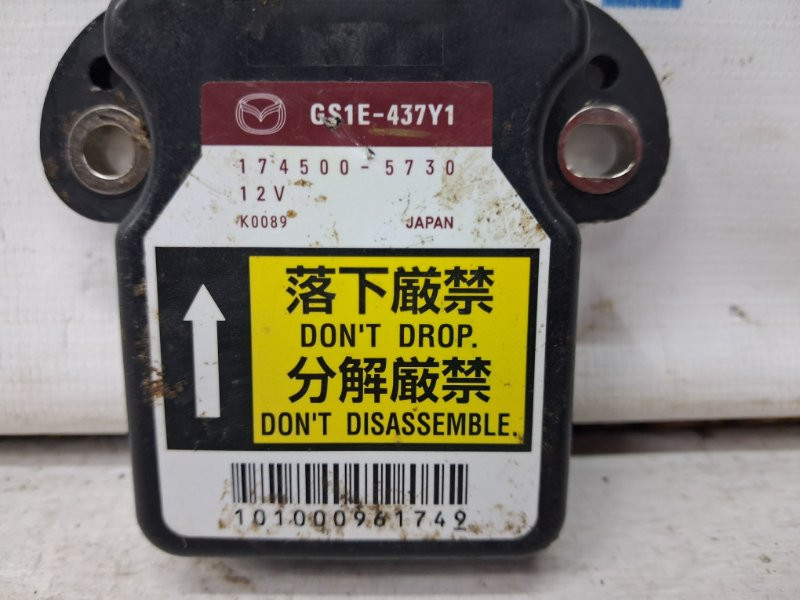 GS1E-437Y1
174500-5730
12V
K0089 JAPAN
落下厳禁
DON'T DROP.
分解厳禁
DON'T DISASSEMBLE.
101000961749